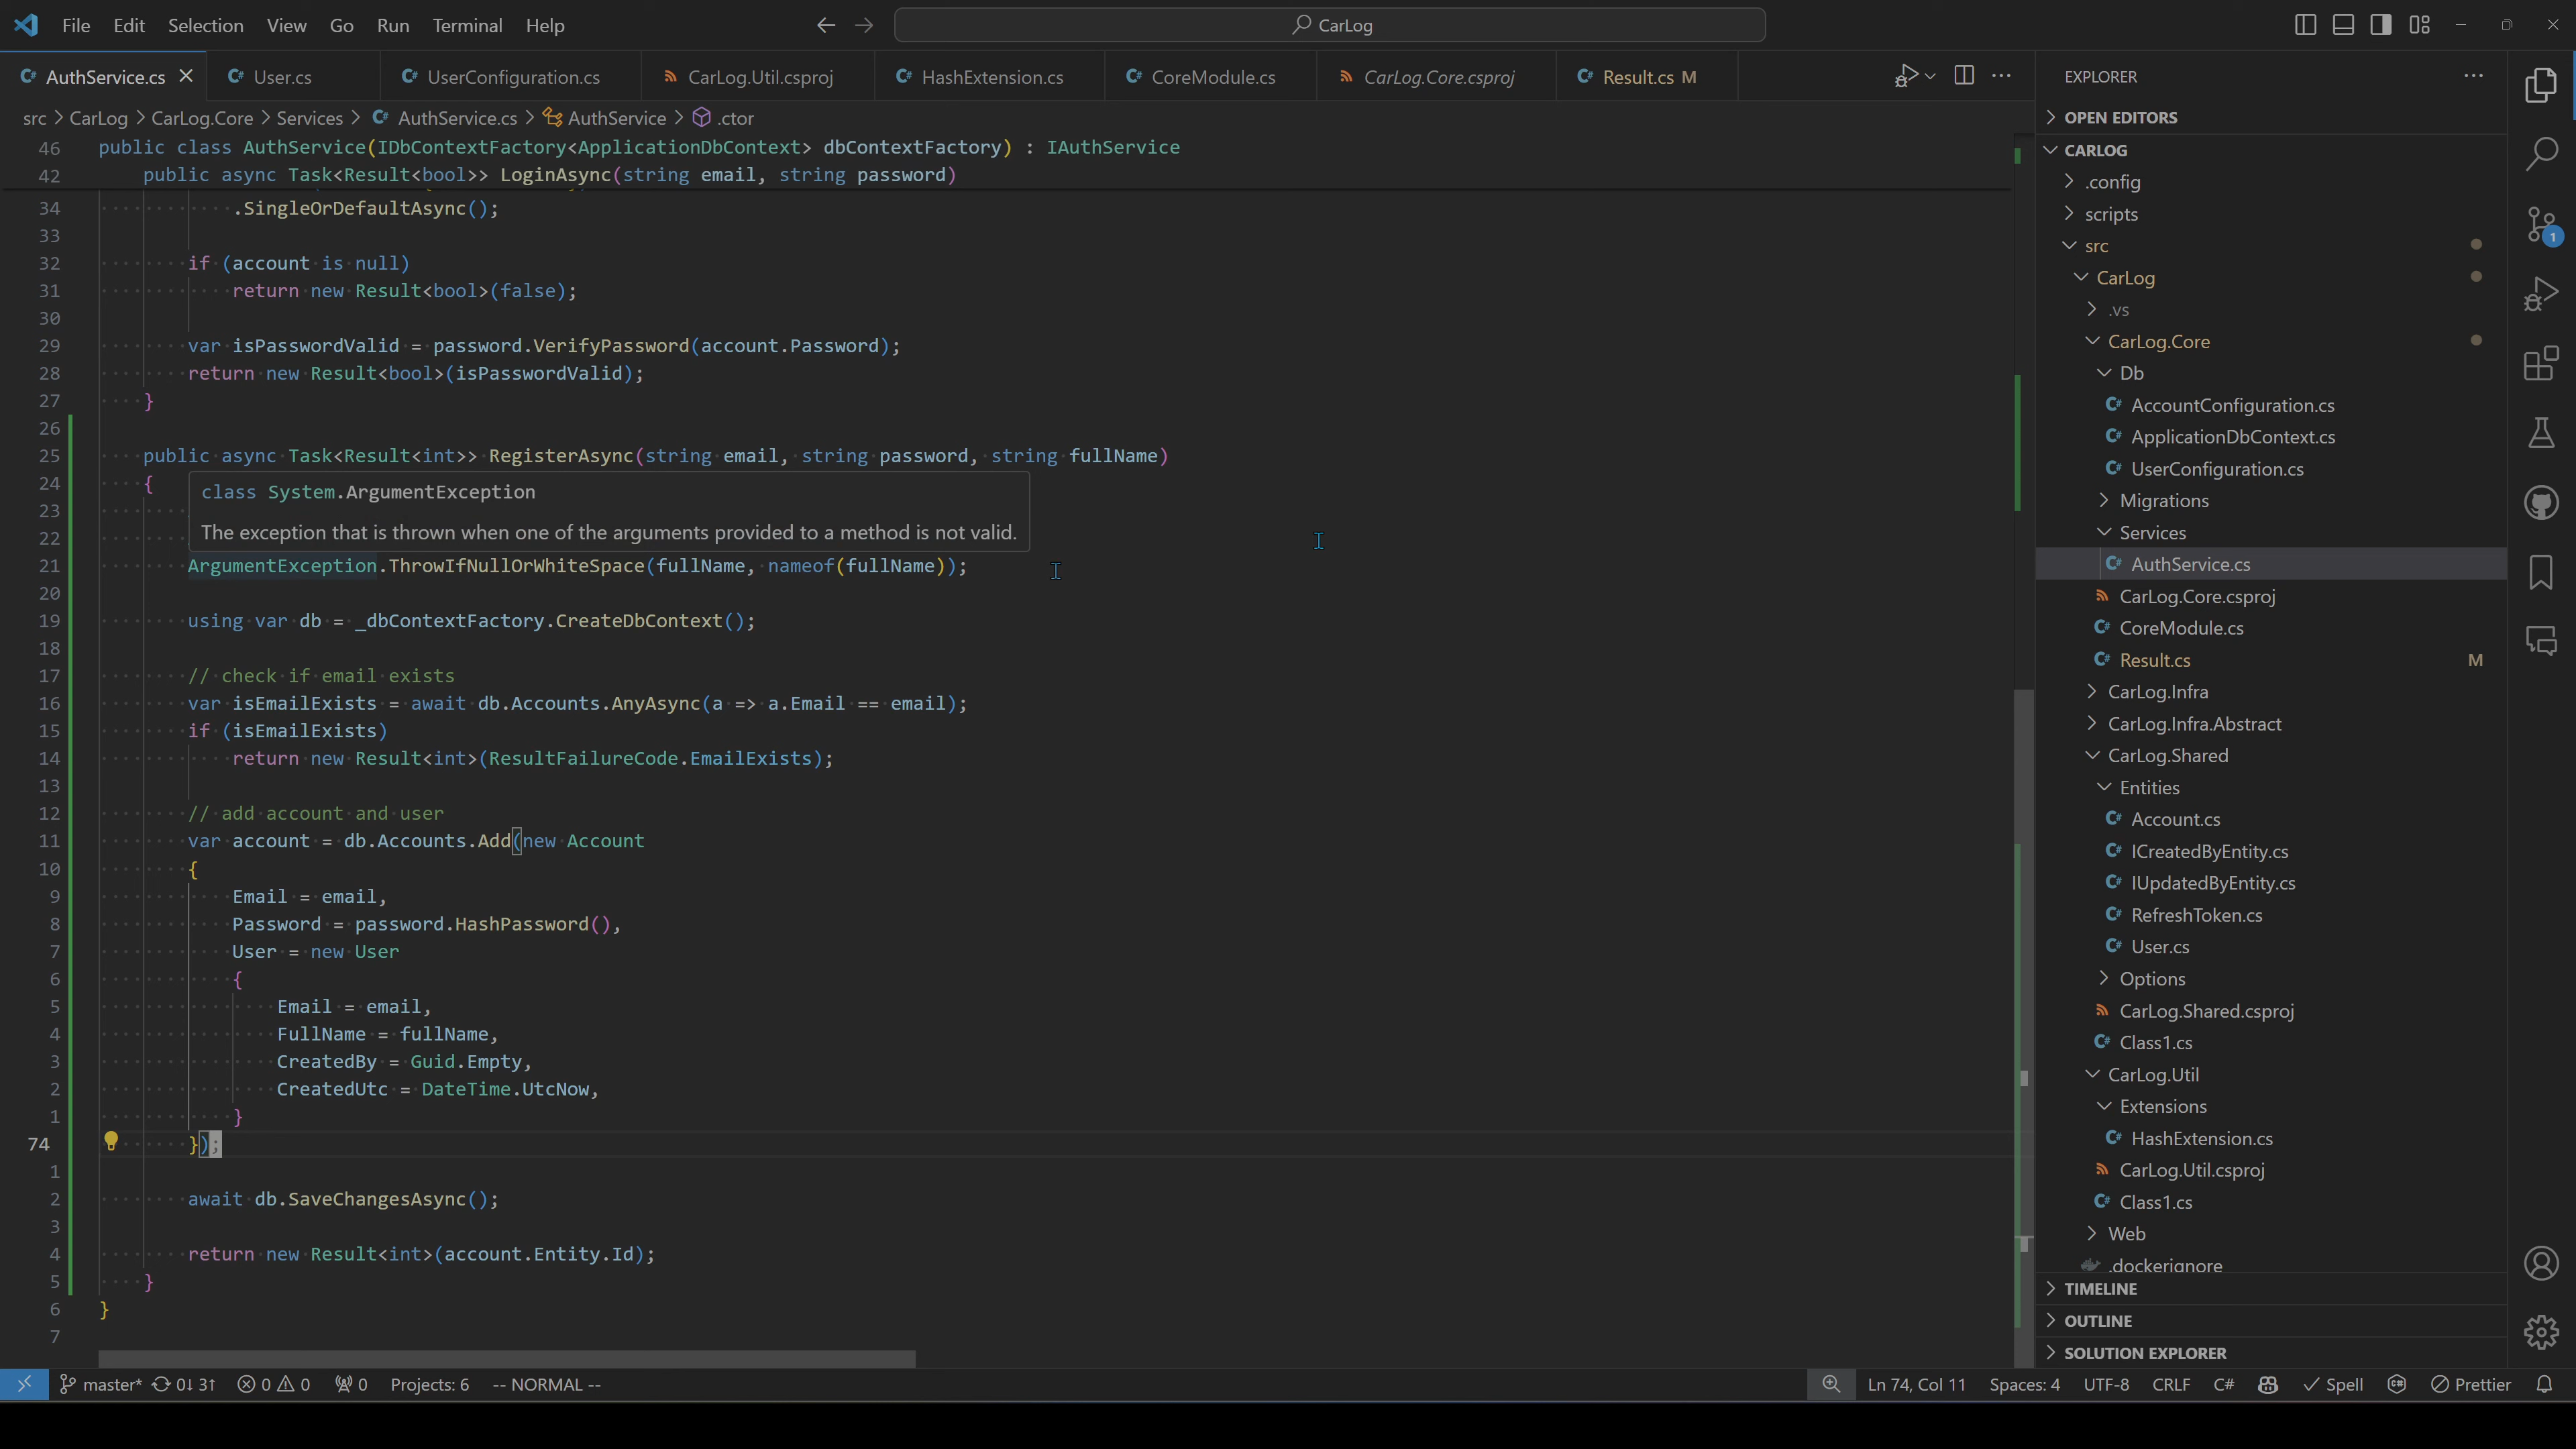 File Edit Selection View Go Run Terminal Help
CarLog
AuthService.cs User.cs UserConfiguration.cs CarLog.Util.csproj HashExtension.cs CoreModule.cs CarLog.Core.csproj Result.cs M
src > CarLog > CarLog.Core > Services > AuthService.cs > AuthService > .ctor
46 public class AuthService(IDbContextFactory<ApplicationDbContext> dbContextFactory) : IAuthService
42 public async Task<Result<bool>> LoginAsync(string email, string password)
34 .SingleOrDefaultAsync();
33
32 if (account is null)
31 return new Result<bool>(false);
30
29 var isPasswordValid = password.VerifyPassword(account.Password);
28 return new Result<bool>(isPasswordValid);
27 }
26
25 public async Task<Result<int>> RegisterAsync(string email, string password, string fullName)
24 {
class System.ArgumentException
23
22
The exception that is thrown when one of the arguments provided to a method is not valid.
21 ArgumentException.ThrowIfNullOrWhiteSpace(fullName, nameof(fullName));
20
19 using var db = _dbContextFactory.CreateDbContext();
18
17 // check if email exists
16 var isEmailExists = await db.Accounts.AnyAsync(a => a.Email == email);
15 if (isEmailExists)
14 return new Result<int>(ResultFailureCode.EmailExists);
13
12 // add account and user
11 var account = db.Accounts.Add(new Account
10 {
9 Email = email,
8 Password = password.HashPassword(),
7 User = new User
6 {
5 Email = email,
4 FullName = fullName,
3 CreatedBy = Guid.Empty,
2 CreatedUtc = DateTime.UtcNow,
1 }
74 });
1
2 await db.SaveChangesAsync();
3
4 return new Result<int>(account.Entity.Id);
5 }
6 }
7
EXPLORER
OPEN EDITORS
CARLOG
.config
scripts
src
CarLog
.vs
CarLog.Core
Db
AccountConfiguration.cs
ApplicationDbContext.cs
UserConfiguration.cs
Migrations
Services
AuthService.cs
CarLog.Core.csproj
CoreModule.cs
Result.cs M
CarLog.Infra
CarLog.Infra.Abstract
CarLog.Shared
Entities
Account.cs
ICreatedByEntity.cs
IUpdatedByEntity.cs
RefreshToken.cs
User.cs
Options
CarLog.Shared.csproj
Class1.cs
CarLog.Util
Extensions
HashExtension.cs
CarLog.Util.csproj
Class1.cs
Web
.dockerignore
TIMELINE
OUTLINE
SOLUTION EXPLORER
1
master* 0↓ 3↑ 0 0 0 Projects: 6 -- NORMAL -- Ln 74, Col 11 Spaces: 4 UTF-8 CRLF C# Spell Prettier